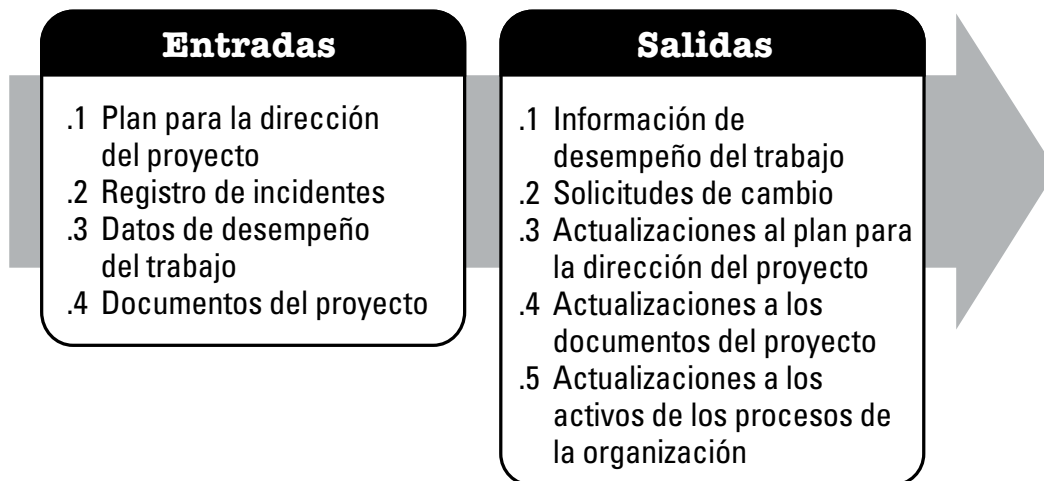 Entradas
.1 Plan para la dirección
del proyecto
.2 Registro de incidentes
.3 Datos de desempeño
del trabajo
.4 Documentos del proyecto
Salidas
.1 Información de
desempeño del trabajo
.2 Solicitudes de cambio
.3 Actualizaciones al plan para
la dirección del proyecto
.4 Actualizaciones a los
documentos del proyecto
.5 Actualizaciones a los
activos de los procesos de
la organización